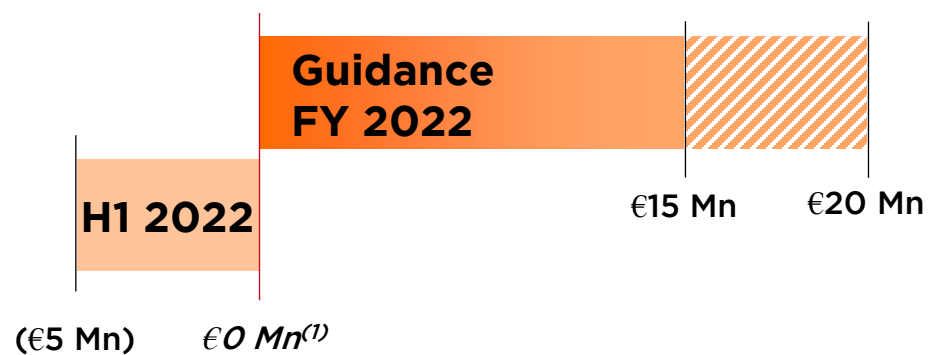 Guidance
FY 2022
H1 2022
€15 Mn
€20 Mn
(€5 Mn)
€0 Mn(1)